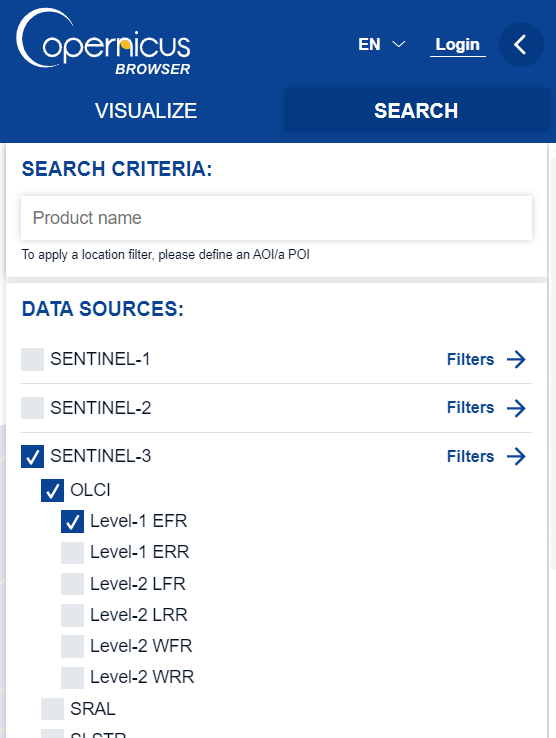 Copernicus
BROWSER
EN
Login
VISUALIZE
SEARCH
SEARCH CRITERIA:
Product name
To apply a location filter, please define an AOI/a POI
DATA SOURCES:
SENTINEL-1 Filters
SENTINEL-2 Filters
SENTINEL-3 Filters
OLCI
Level-1 EFR
Level-1 ERR
Level-2 LFR
Level-2 LRR
Level-2 WFR
Level-2 WRR
SRAL